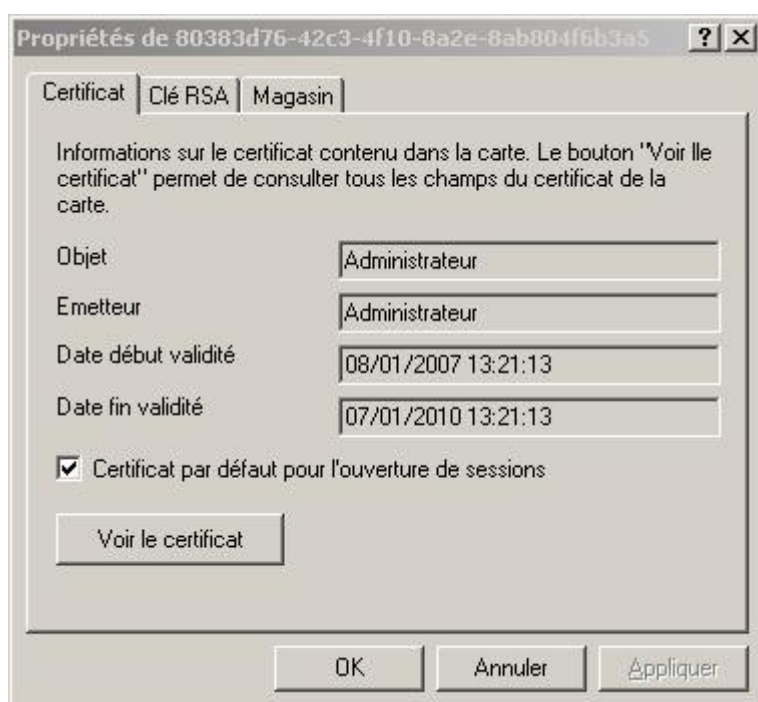 Propriétés de 80383d76-42c3-4f10-8a2e-8ab804f6b3a5
Certificat Clé RSA Magasin
Informations sur le certificat contenu dans la carte. Le bouton "Voir lle
certificat" permet de consulter tous les champs du certificat de la
carte.
Objet Administrateur
Emetteur Administrateur
Date début validité 08/01/2007 13:21:13
Date fin validité 07/01/2010 13:21:13
Certificat par défaut pour l'ouverture de sessions
Voir le certificat
OK Annuler Appliquer